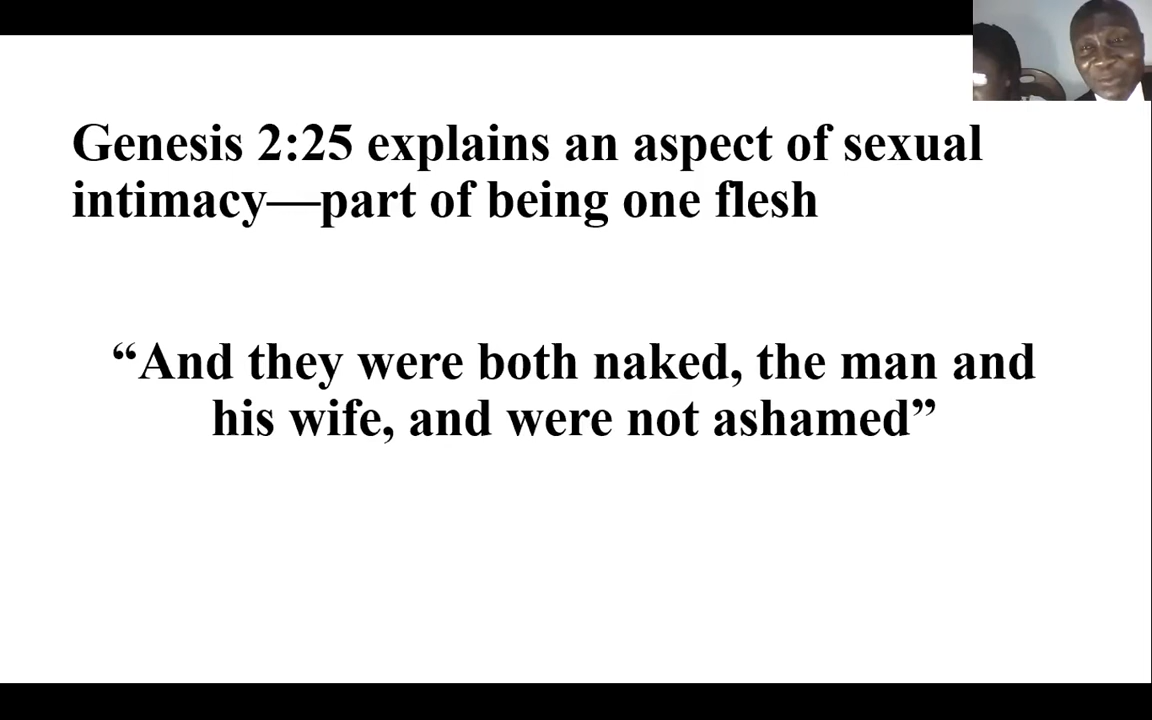 Genesis 2:25 explains an aspect of sexual
intimacy—part of being one flesh
“And they were both naked, the man and
his wife, and were not ashamed”